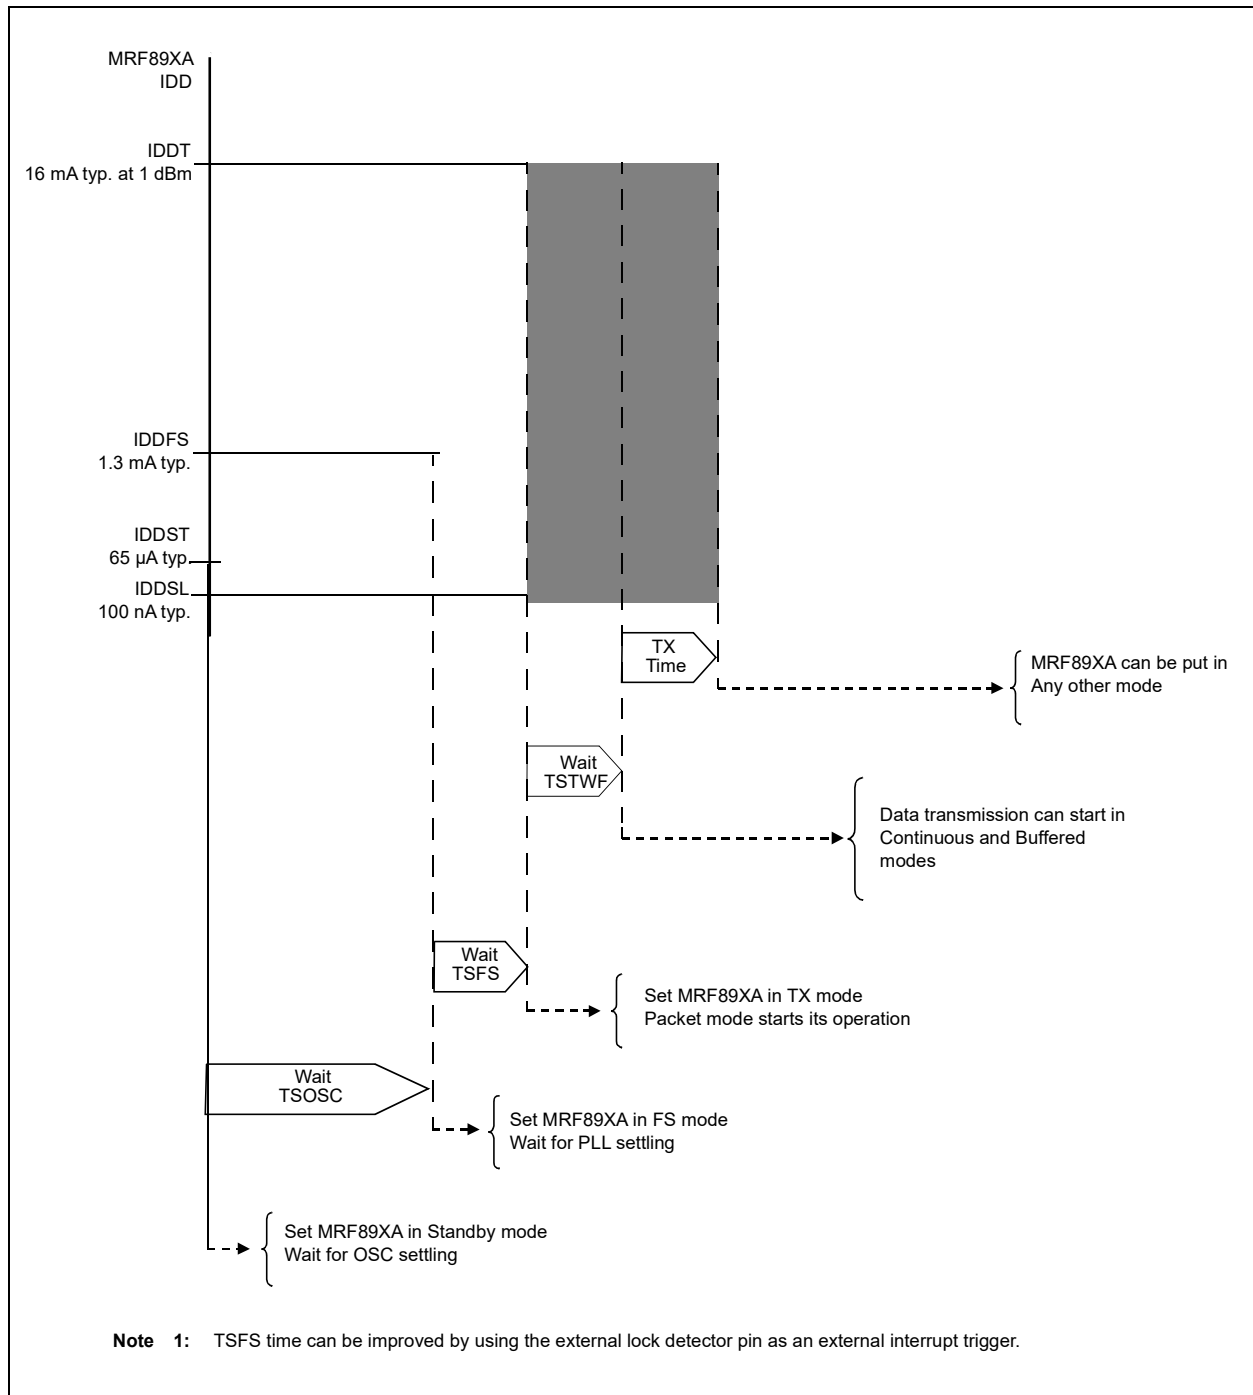 MRF89XA
IDD
IDDT
16 mA typ. at 1 dBm
IDDFS
1.3 mA typ.
IDDST
65 µA typ.
IDDSL
100 nA typ.
TX
Time
MRF89XA can be put in
Any other mode
Wait
TSTWF
Data transmission can start in
Continuous and Buffered
modes
Wait
TSFS
Set MRF89XA in TX mode
Packet mode starts its operation
Wait
TSOSC
Set MRF89XA in FS mode
Wait for PLL settling
Set MRF89XA in Standby mode
Wait for OSC settling
Note 1: TSFS time can be improved by using the external lock detector pin as an external interrupt trigger.